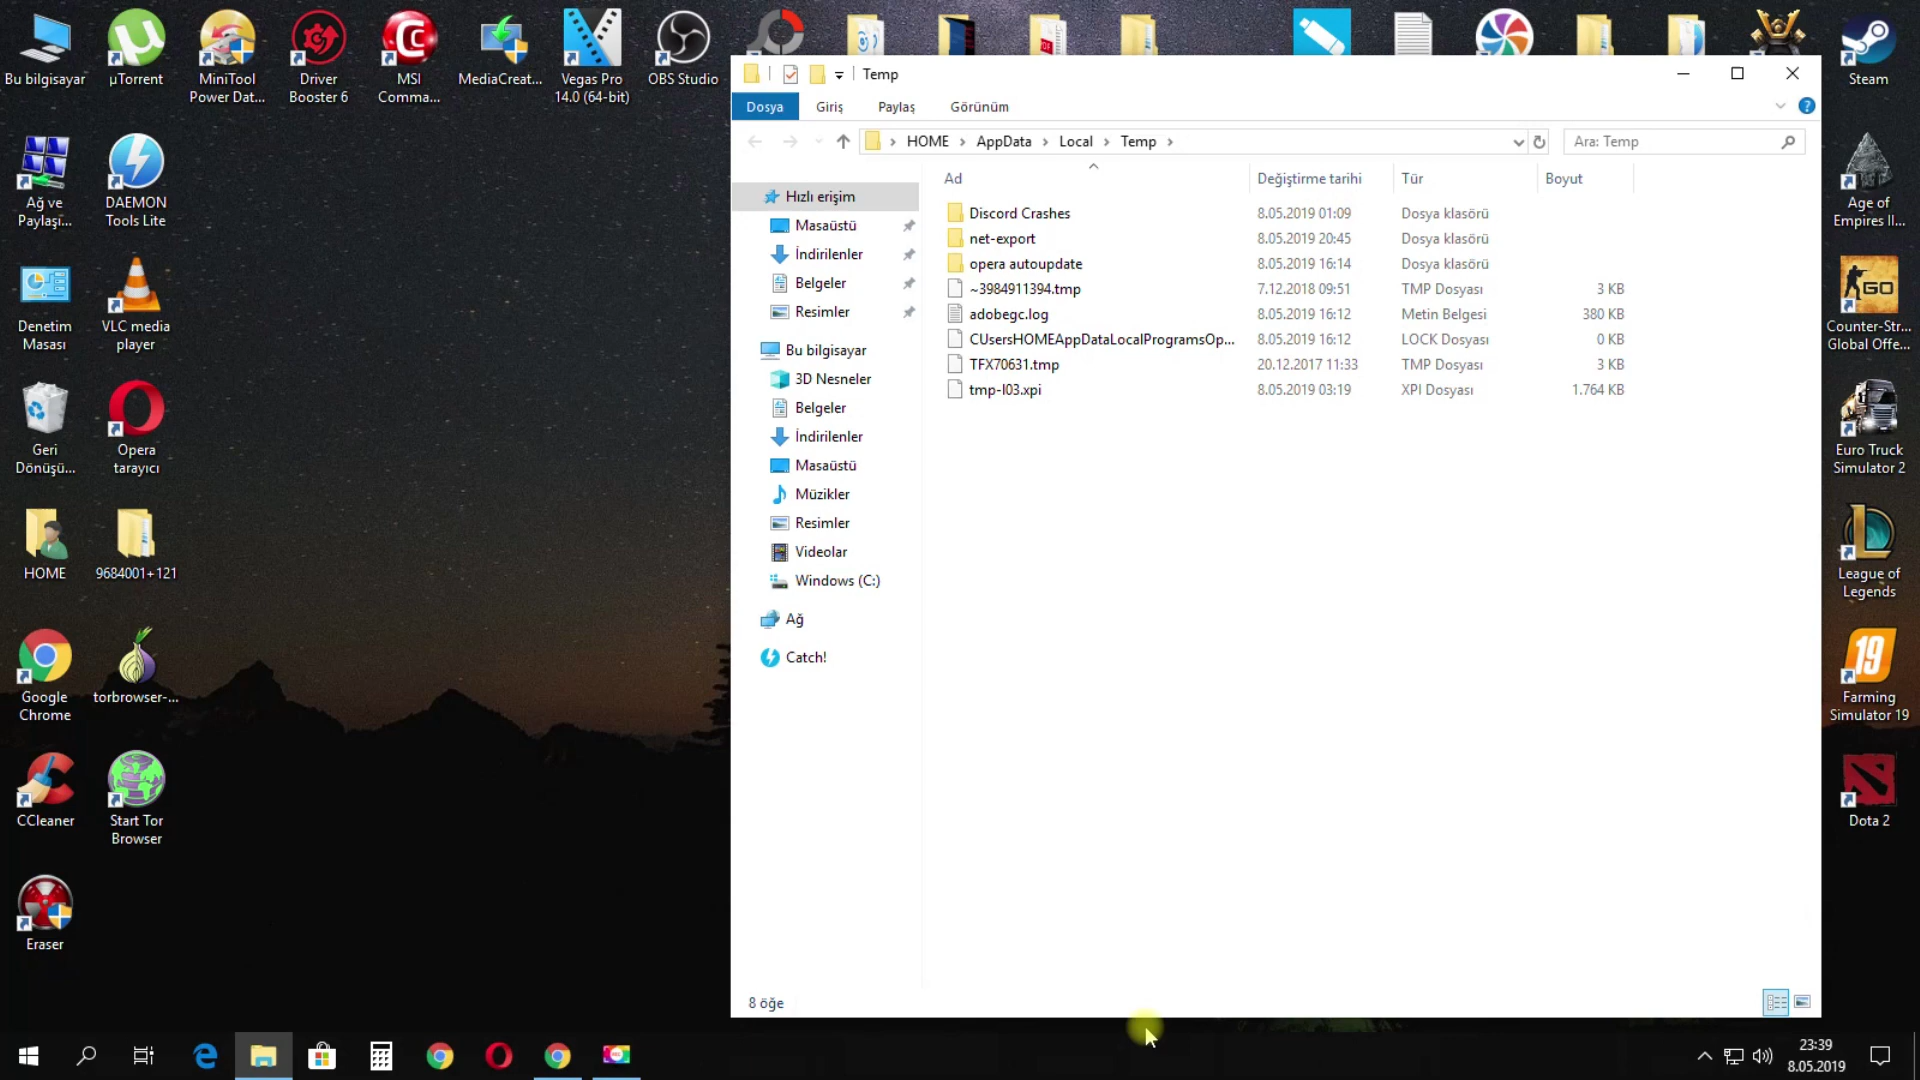 Bu bilgisayar
µTorrent
MiniTool
Power Dat...
Driver
Booster 6
MSI
Comma...
MediaCreat...
Vegas Pro
14.0 (64-bit)
OBS Studio
Steam
Ağ ve
Paylaşı...
DAEMON
Tools Lite
Age of
Empires II...
Denetim
Masası
VLC media
player
GO
Counter-Str...
Global Offe...
Geri
Dönüşü...
Opera
tarayıcı
Euro Truck
Simulator 2
HOME
9684001+121
League of
Legends
Google
Chrome
torbrowser-...
19
Farming
Simulator 19
CCleaner
Start Tor
Browser
Dota 2
Eraser
Temp
Dosya
Giriş
Paylaş
Görünüm
HOME > AppData > Local > Temp >
Ara: Temp
Ad
Değiştirme tarihi
Tür
Boyut
Hızlı erişim
Masaüstü
İndirilenler
Belgeler
Resimler
Bu bilgisayar
3D Nesneler
Belgeler
İndirilenler
Masaüstü
Müzikler
Resimler
Videolar
Windows (C:)
Ağ
Catch!
Discord Crashes 8.05.2019 01:09 Dosya klasörü
net-export 8.05.2019 20:45 Dosya klasörü
opera autoupdate 8.05.2019 16:14 Dosya klasörü
~3984911394.tmp 7.12.2018 09:51 TMP Dosyası 3 KB
adobegc.log 8.05.2019 16:12 Metin Belgesi 380 KB
CUsersHOMEAppDataLocalProgramsOp... 8.05.2019 16:12 LOCK Dosyası 0 KB
TFX70631.tmp 20.12.2017 11:33 TMP Dosyası 3 KB
tmp-l03.xpi 8.05.2019 03:19 XPI Dosyası 1.764 KB
8 öğe
23:39
8.05.2019